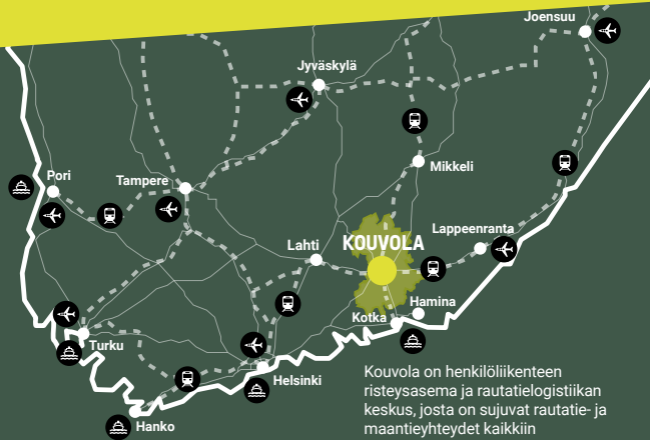 Joensuu
Jyväskylä
Mikkeli
Pori
Tampere
Lappeenranta
Lahti
KOUVOLA
Hamina
Kotka
Turku
Helsinki
Hanko
Kouvola on henkilöliikenteen
risteysasema ja rautatielogistiikan
keskus, josta on sujuvat rautatie- ja
maantieyhteydet kaikkiin